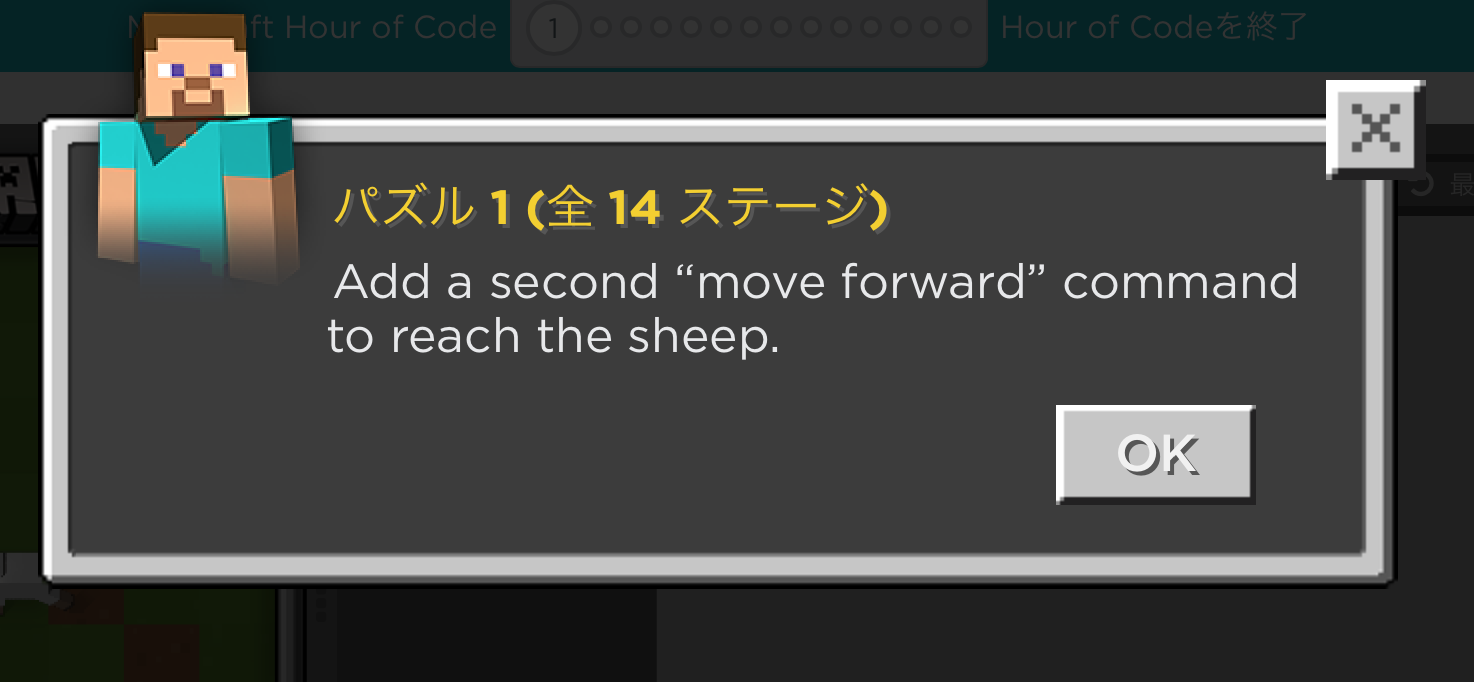 ft Hour of Code
1
Hour of Codeを終了
パズル 1 (全 14 ステージ)
Add a second “move forward” command
to reach the sheep.
OK